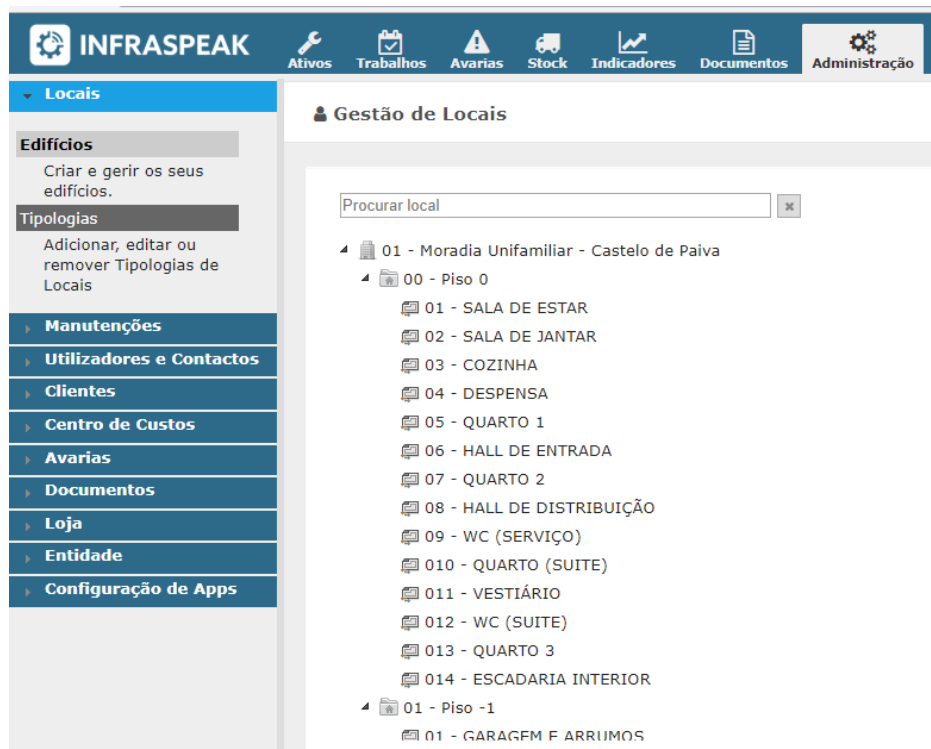 INFRASPEAK
Ativos
Trabalhos
Avarias
Stock
Indicadores
Documentos
Administração
Locais
Edifícios
Criar e gerir os seus
edifícios.
Tipologias
Adicionar, editar ou
remover Tipologias de
Locais
Manutenções
Utilizadores e Contactos
Clientes
Centro de Custos
Avarias
Documentos
Loja
Entidade
Configuração de Apps
Gestão de Locais
Procurar local
01 - Moradia Unifamiliar - Castelo de Paiva
00 - Piso 0
01 - SALA DE ESTAR
02 - SALA DE JANTAR
03 - COZINHA
04 - DESPENSA
05 - QUARTO 1
06 - HALL DE ENTRADA
07 - QUARTO 2
08 - HALL DE DISTRIBUIÇÃO
09 - WC (SERVIÇO)
010 - QUARTO (SUITE)
011 - VESTIÁRIO
012 - WC (SUITE)
013 - QUARTO 3
014 - ESCADARIA INTERIOR
01 - Piso -1
01 - GARAGEM E ARRUMOS